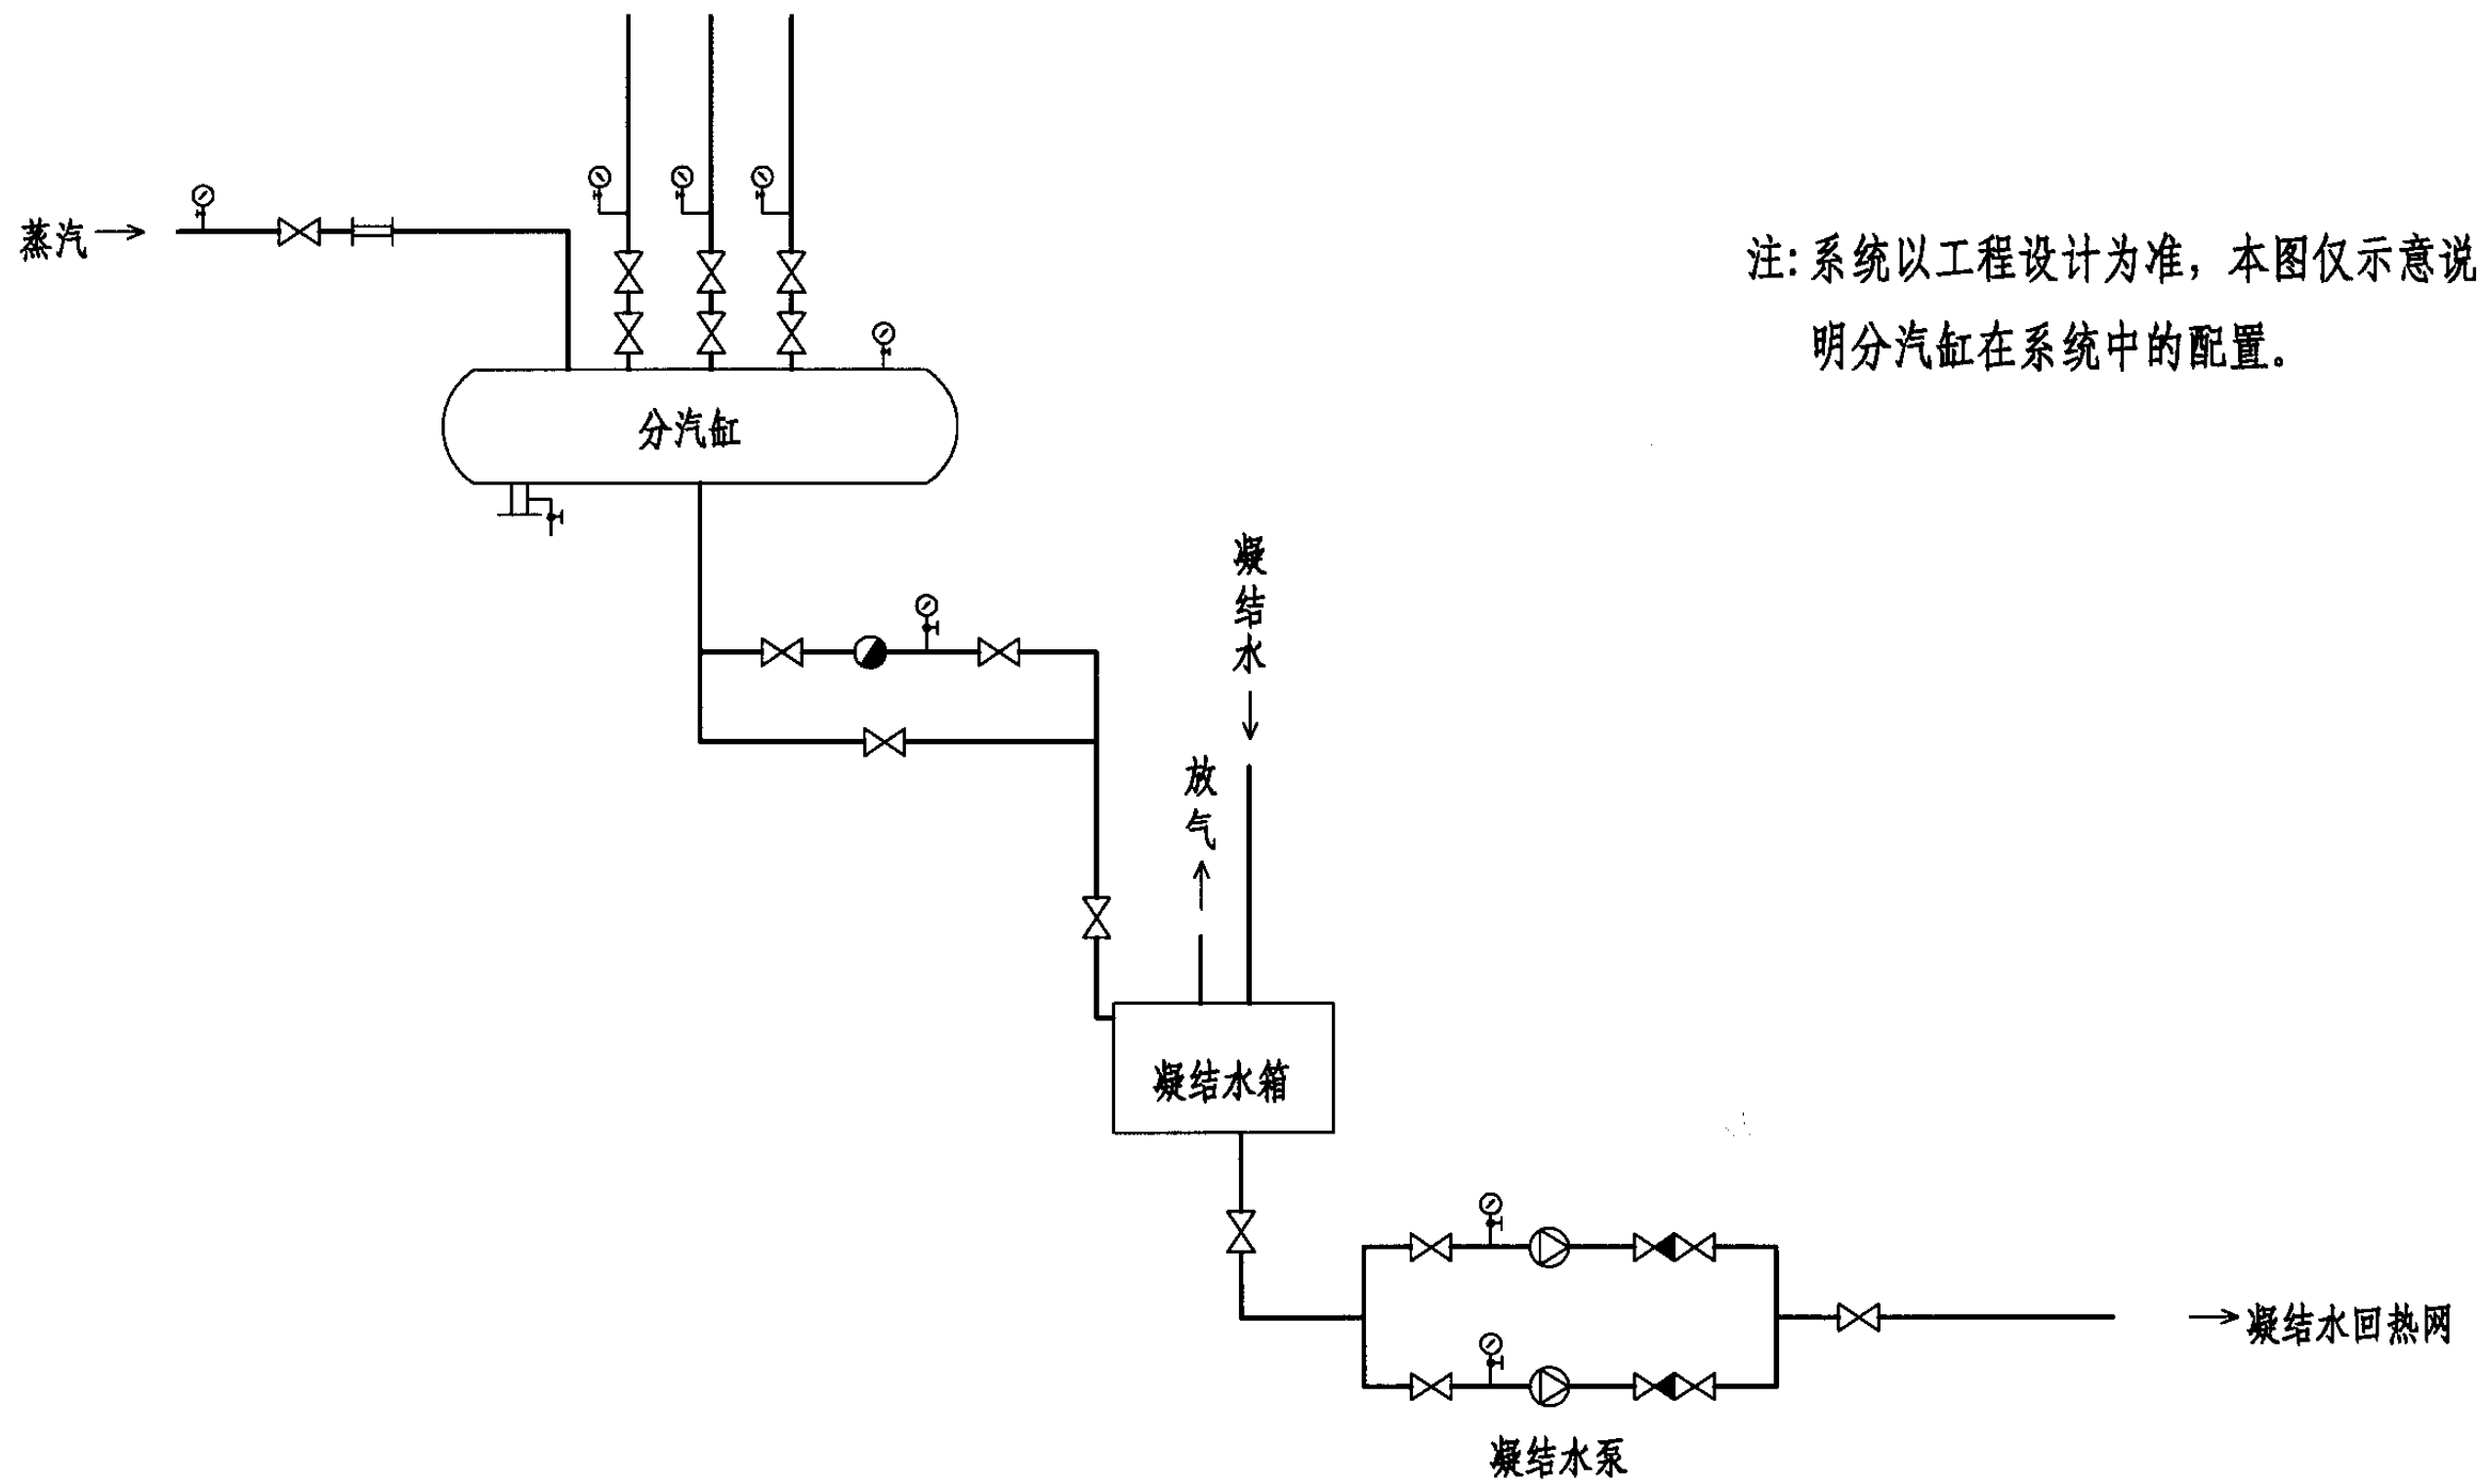 蒸汽
注:系统以工程设计为准,本图仅示意说
明分汽缸在系统中的配置。
分汽缸
凝结水
放气
凝结水箱
凝结水回热网
凝结水泵